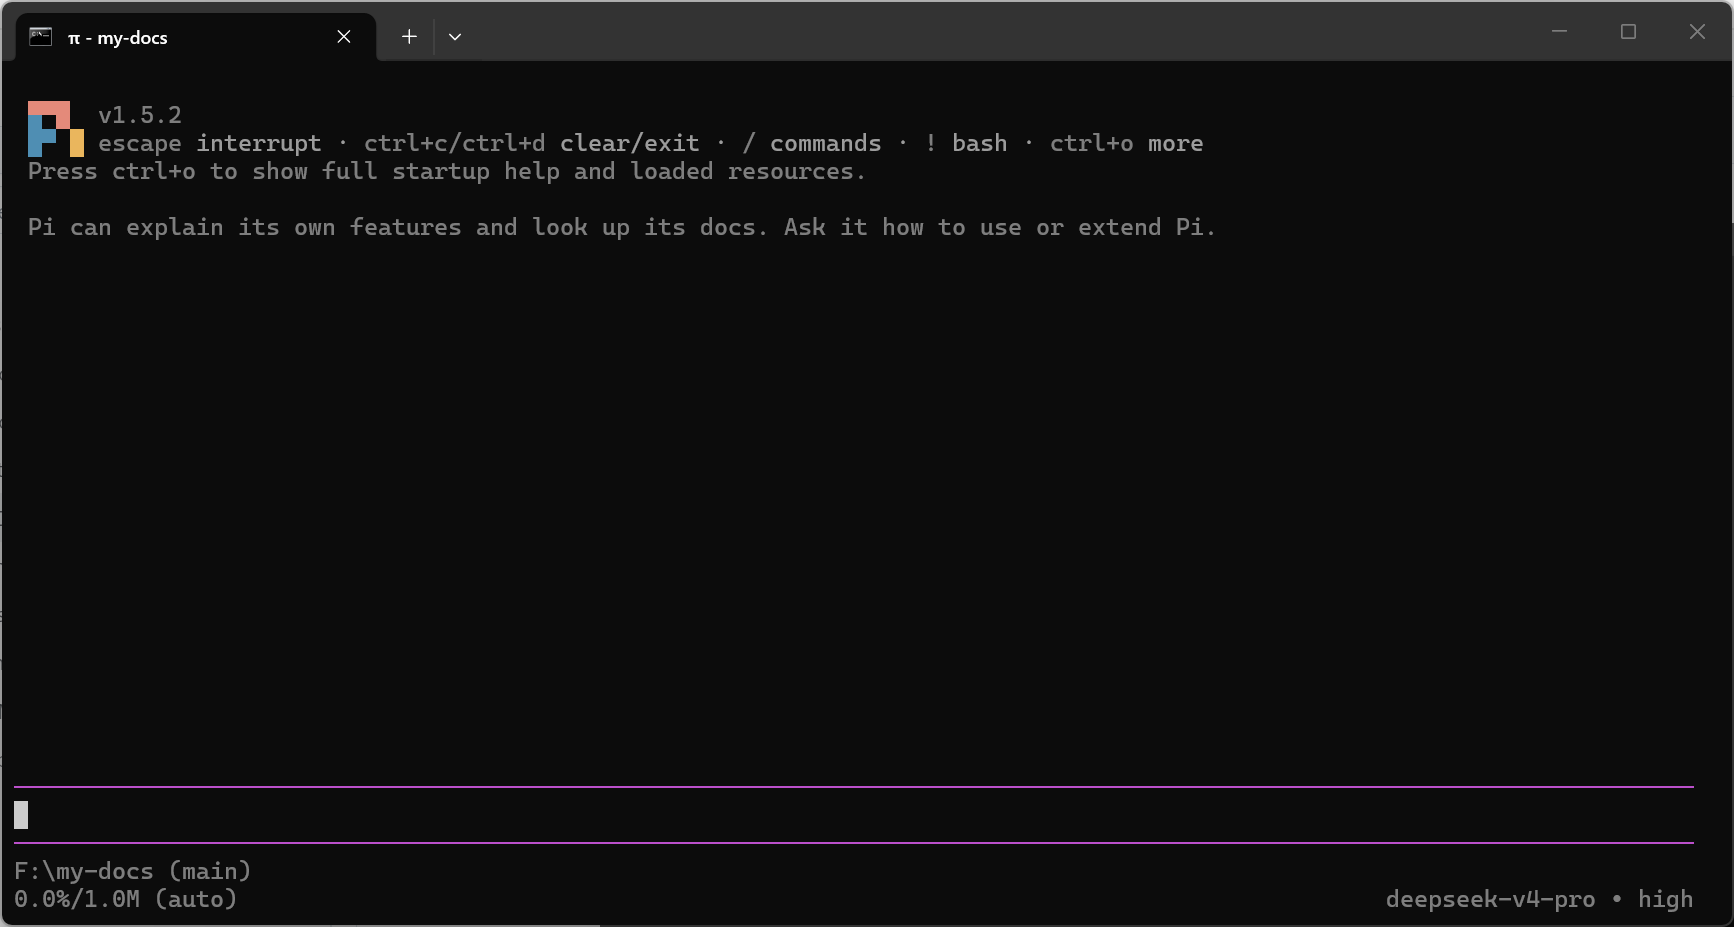 π - my-docs
v1.5.2
escape interrupt · ctrl+c/ctrl+d clear/exit · / commands · ! bash · ctrl+o more
Press ctrl+o to show full startup help and loaded resources.
Pi can explain its own features and look up its docs. Ask it how to use or extend Pi.
F:\my-docs (main)
0.0%/1.0M (auto)
deepseek-v4-pro • high